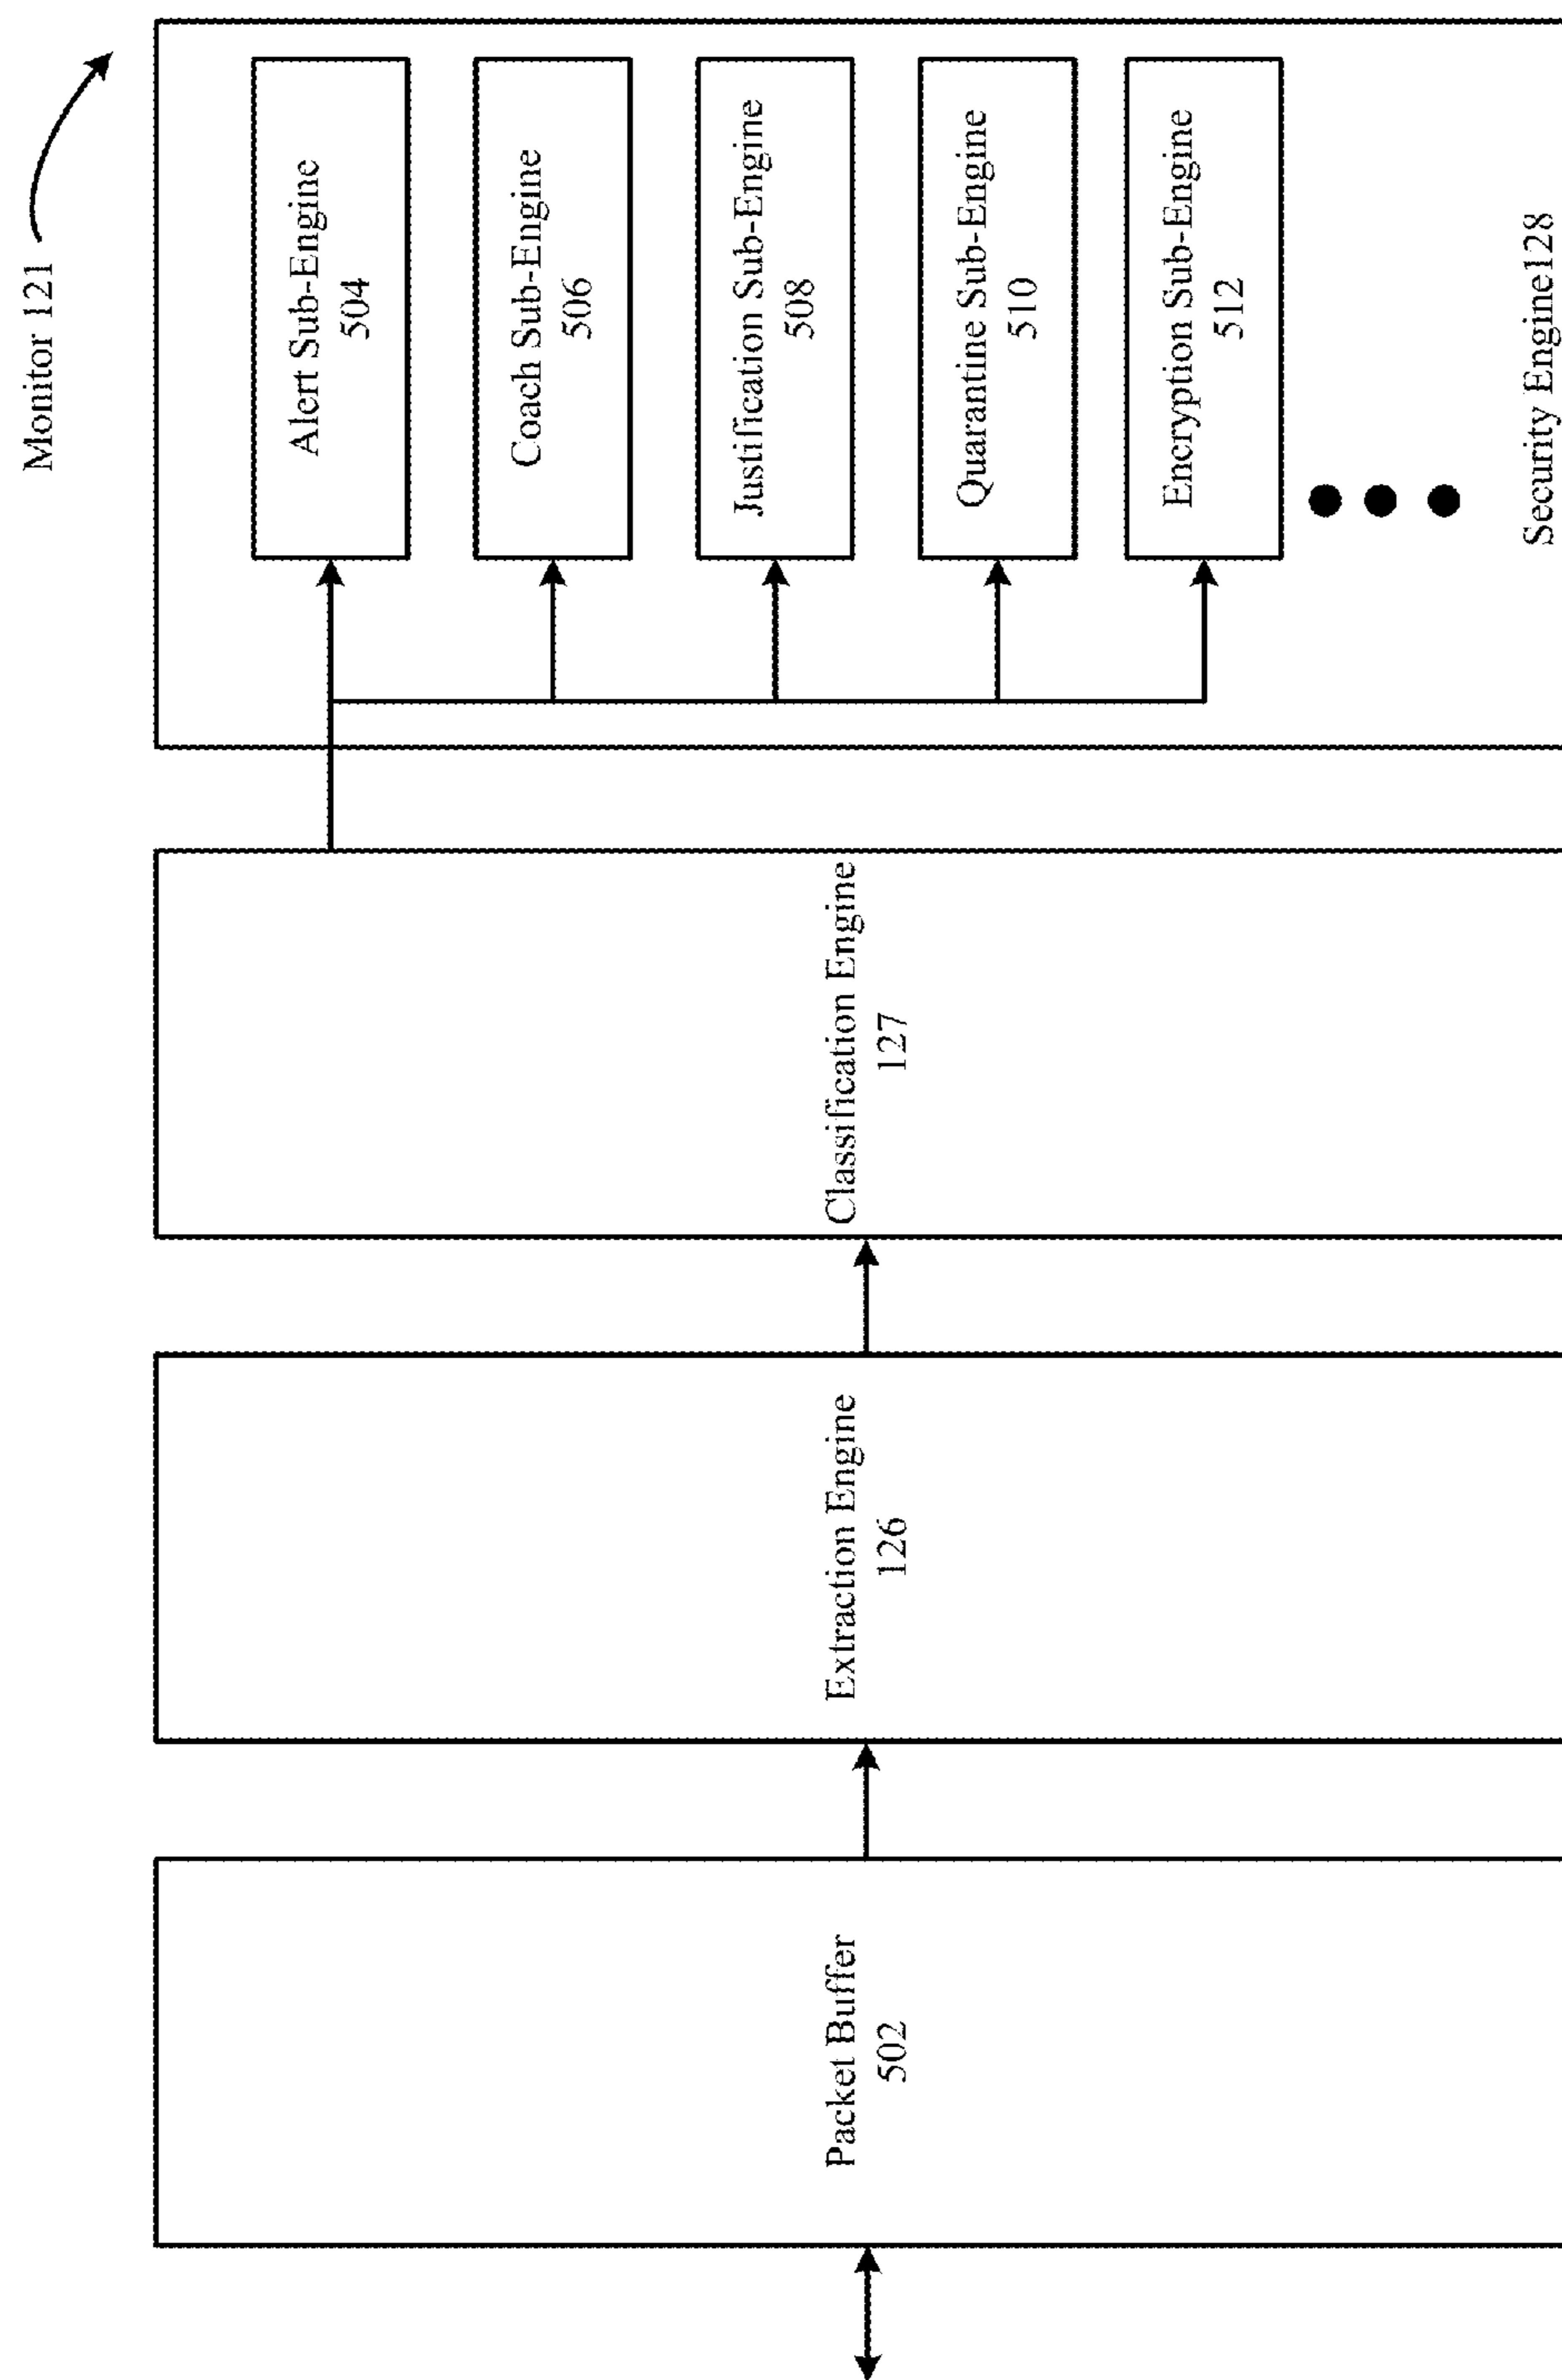 Monitor 121
Packet Buffer
502
Extraction Engine
126
Classification Engine
127
Alert Sub-Engine
504
Coach Sub-Engine
506
Justification Sub-Engine
508
Quarantine Sub-Engine
510
Encryption Sub-Engine
512
Security Engine128